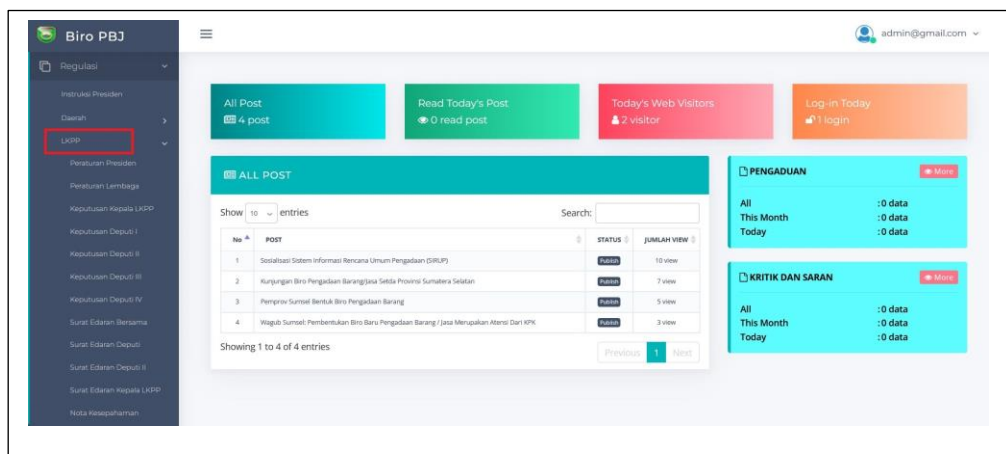 Biro PBJ
admin@gmail.com
Regulasi
Instruksi Presiden
Daerah
LKPP
Peraturan Presiden
Peraturan Lembaga
Keputusan Kepala LKPP
Keputusan Deputi I
Keputusan Deputi II
Keputusan Deputi III
Keputusan Deputi IV
Surat Edaran Bersama
Surat Edaran Deputi
Surat Edaran Deputi II
Surat Edaran Kepala LKPP
Nota Kesepahaman
All Post
4 post
Read Today's Post
0 read post
Today's Web Visitors
2 visitor
Log-in Today
1 login
ALL POST
Show 10 entries Search:
No POST STATUS JUMLAH VIEW
1 Sosialisasi Sistem Informasi Rencana Umum Pengadaan (SIRUP) Publish 10 view
2 Kunjungan Biro Pengadaan Barang/Jasa Setda Provinsi Sumatera Selatan Publish 7 view
3 Pemprov Sumsel Bentuk Biro Pengadaan Barang Publish 5 view
4 Wagub Sumsel: Pembentukan Biro Baru Pengadaan Barang / Jasa Merupakan Atensi Dari KPK Publish 3 view
Showing 1 to 4 of 4 entries
Previous 1 Next
PENGADUAN More
All :0 data
This Month :0 data
Today :0 data
KRITIK DAN SARAN More
All :0 data
This Month :0 data
Today :0 data